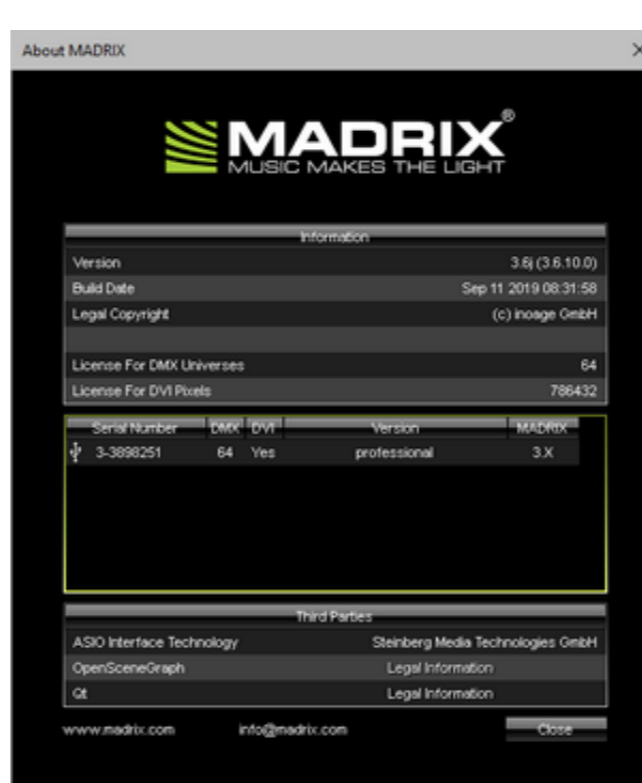 About MADRIX
MADRIX®
MUSIC MAKES THE LIGHT
Information
Version 3.6j (3.6.10.0)
Build Date Sep 11 2019 08:31:58
Legal Copyright (c) inoage GmbH
License For DMX Universes 64
License For DVI Pixels 786432
Serial Number DMX DVI Version MADRIX
3-3898251 64 Yes professional 3.X
Third Parties
ASIO Interface Technology Steinberg Media Technologies GmbH
OpenSceneGraph Legal Information
Qt Legal Information
www.madrix.com info@madrix.com Close